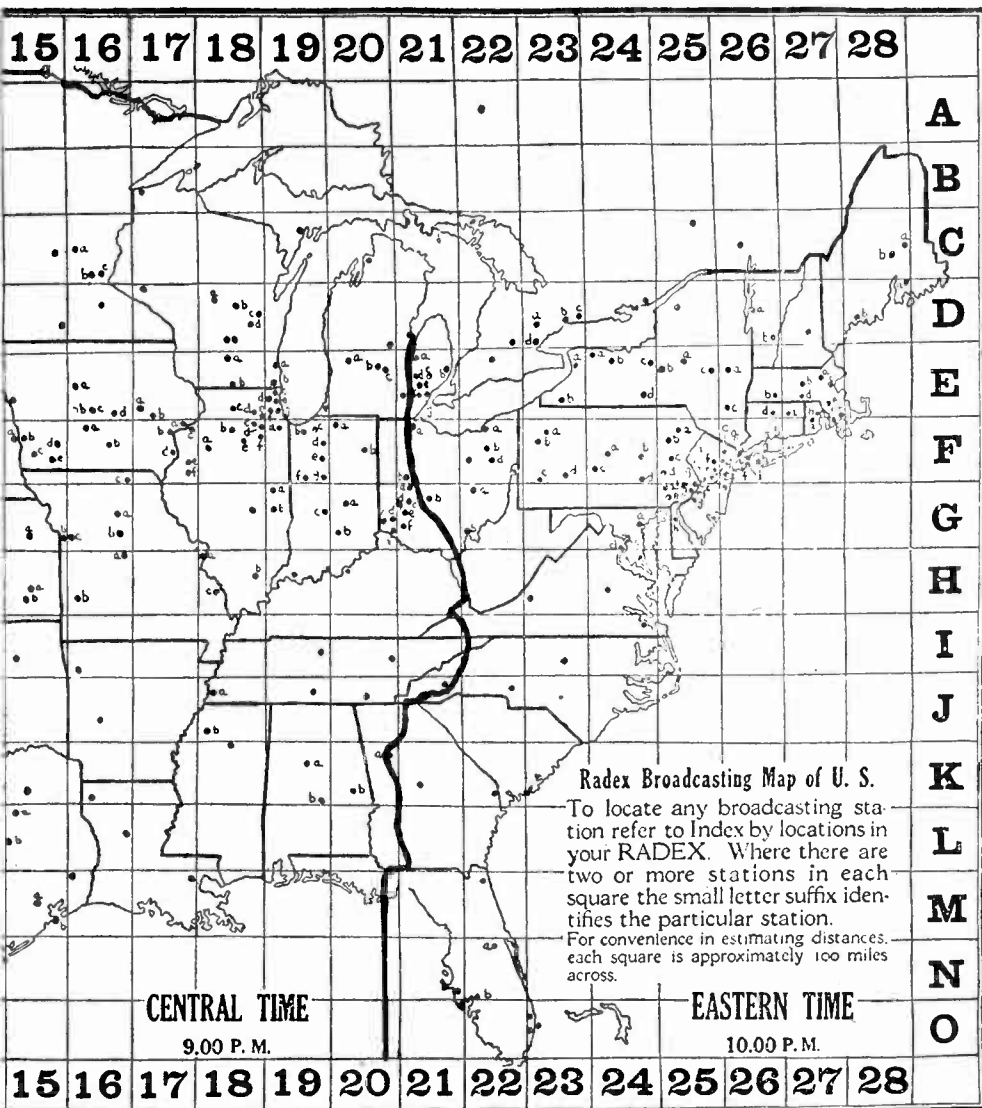 15 16 17 18 19 20 21 22 23 24 25 26 27 28
A
B
C
D
E
F
G
H
I
J
K
L
M
N
O
Radex Broadcasting Map of U. S.
To locate any broadcasting sta-
tion refer to Index by locations in
your RADEX. Where there are
two or more stations in each
square the small letter suffix iden-
tifies the particular station.
For convenience in estimating distances,
each square is approximately 100 miles
across.
CENTRAL TIME
9.00 P. M.
EASTERN TIME
10.00 P.M.
15 16 17 18 19 20 21 22 23 24 25 26 27 28